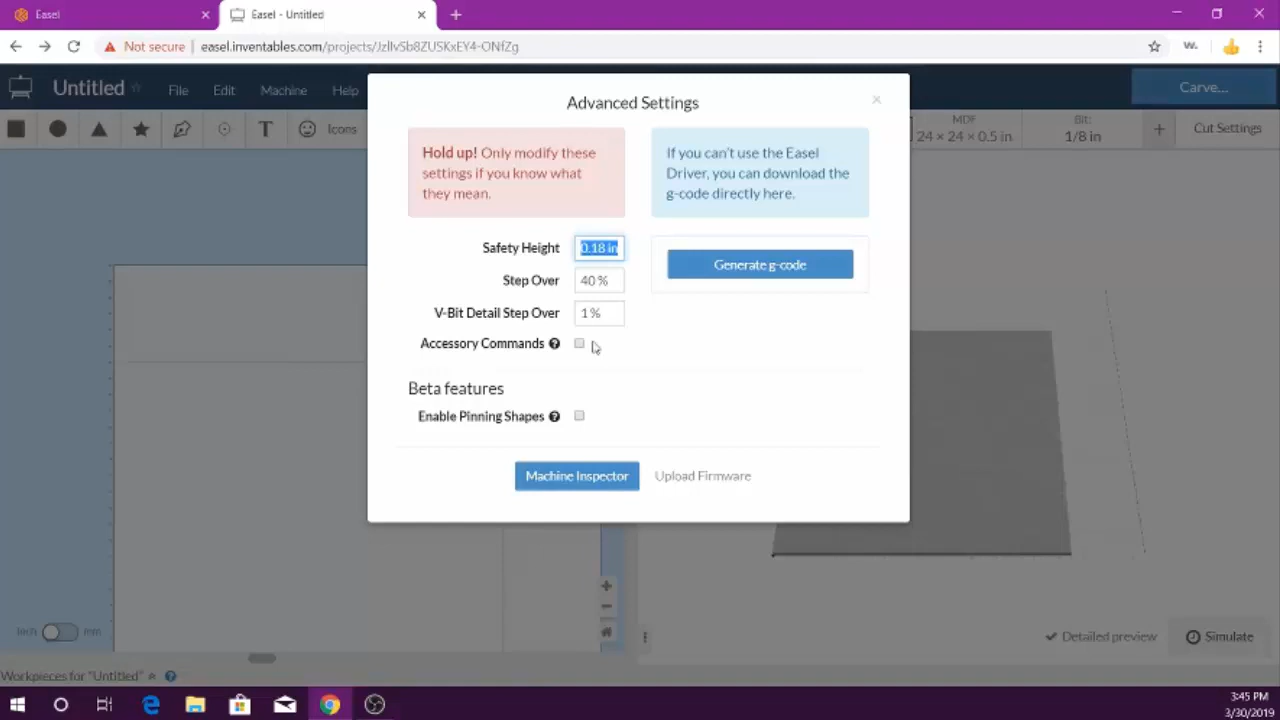 Easel
Easel - Untitled
Not secure
easel.inventables.com/projects/JzllvSb8ZUSKxEY4-ONfZg
Untitled
File
Edit
Machine
Help
Carve...
T
Icons
MDF
24 × 24 × 0.5 in
Bit:
1/8 in
Cut Settings
Advanced Settings
Hold up! Only modify these
settings if you know what
they mean.
If you can't use the Easel
Driver, you can download the
g-code directly here.
Safety Height
0.18 in
Generate g-code
Step Over
40 %
V-Bit Detail Step Over
1 %
Accessory Commands
Beta features
Enable Pinning Shapes
Machine Inspector
Upload Firmware
Inch
mm
Detailed preview
Simulate
Workpieces for "Untitled"
3:45 PM
3/30/2019